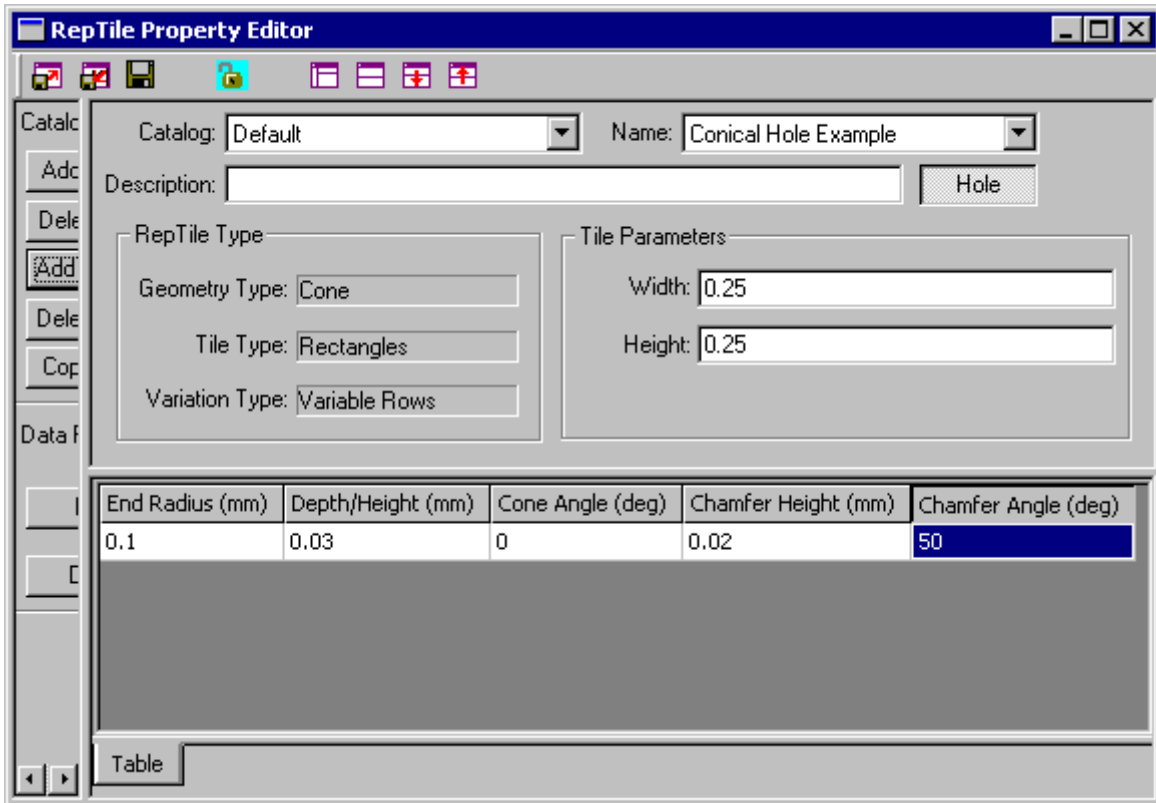 RepTile Property Editor
Catalc
Adc
Dele
Add
Dele
Cop
Data F
Catalog: Default Name: Conical Hole Example
Description: Hole
RepTile Type
Geometry Type: Cone
Tile Type: Rectangles
Variation Type: Variable Rows
Tile Parameters
Width: 0.25
Height: 0.25
End Radius (mm) Depth/Height (mm) Cone Angle (deg) Chamfer Height (mm) Chamfer Angle (deg)
0.1 0.03 0 0.02 50
Table